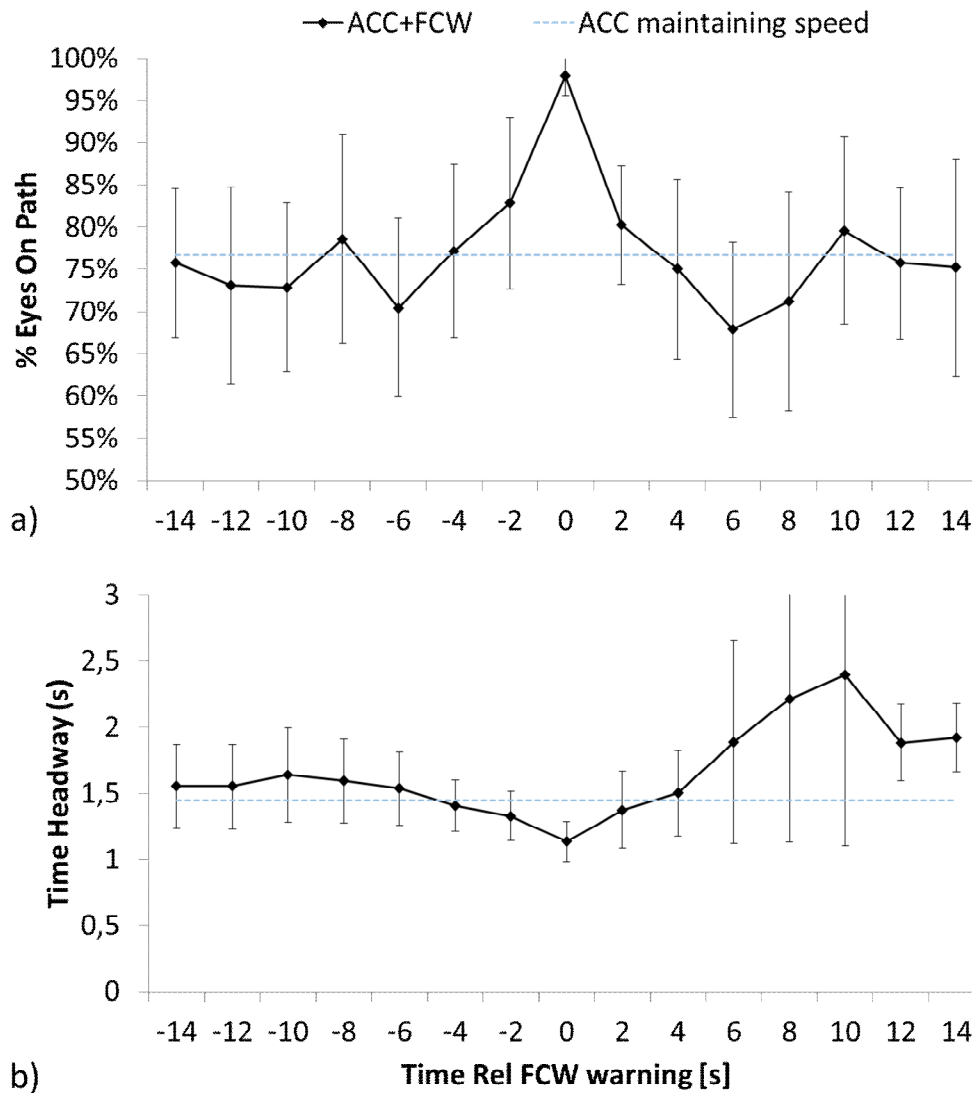 ACC+FCW ACC maintaining speed
100%
95%
90%
85%
80%
75%
70%
65%
60%
55%
50%
% Eyes On Path
a)
-14 -12 -10 -8 -6 -4 -2 0 2 4 6 8 10 12 14
3
2,5
2
1,5
1
0,5
0
Time Headway (s)
-14 -12 -10 -8 -6 -4 -2 0 2 4 6 8 10 12 14
b)
Time Rel FCW warning [s]